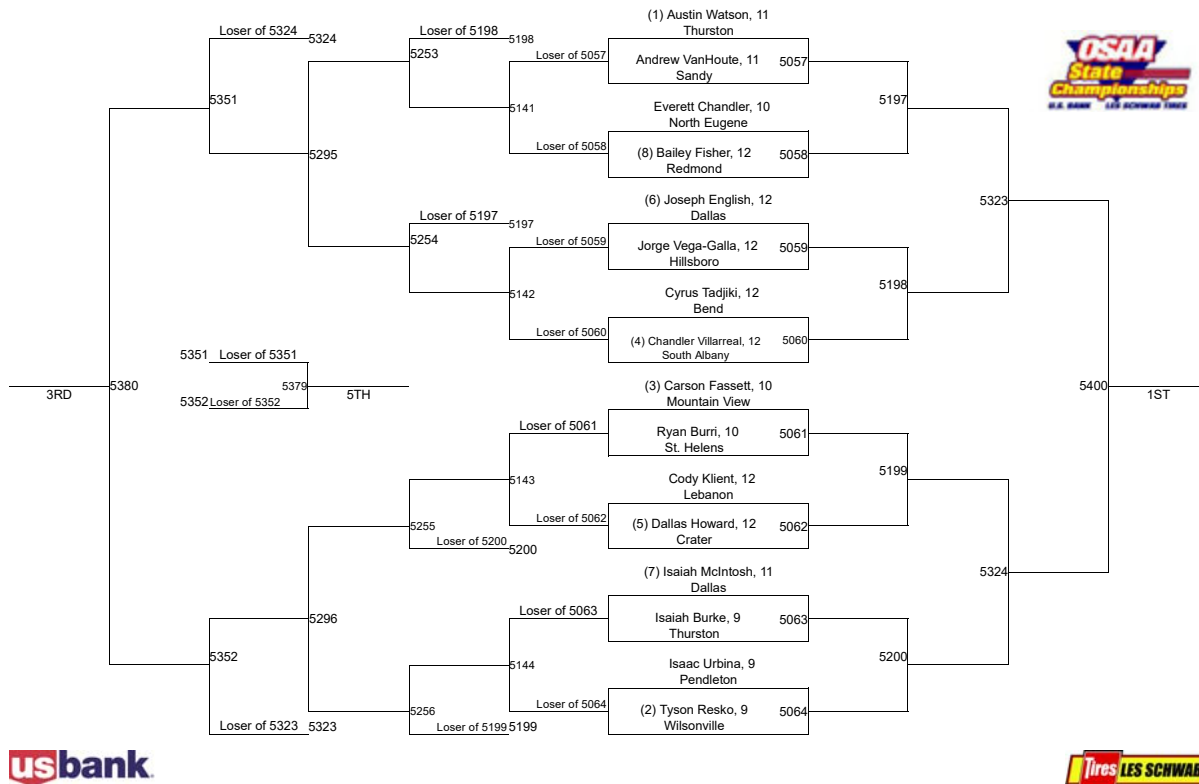 (1) Austin Watson, 11
Thurston
Loser of 5324
5324
Loser of 5198
5198
5253
Loser of 5057
Andrew VanHoute, 11
5057
Sandy
OSAA
State
Championships
U.S. BANK LES SCHWAB TIRES
5351
5141
Everett Chandler, 10
North Eugene
5197
5295
Loser of 5058
(8) Bailey Fisher, 12
5058
Redmond
(6) Joseph English, 12
Dallas
5323
Loser of 5197
5197
5254
Loser of 5059
Jorge Vega-Galla, 12
5059
Hillsboro
5142
Cyrus Tadjiki, 12
Bend
5198
Loser of 5060
(4) Chandler Villarreal, 12
5060
South Albany
5351
Loser of 5351
3RD
5380
5379
5TH
(3) Carson Fassett, 10
Mountain View
5400
1ST
5352
Loser of 5352
Loser of 5061
Ryan Burri, 10
5061
St. Helens
5143
Cody Klient, 12
Lebanon
5199
5255
Loser of 5062
(5) Dallas Howard, 12
5062
Crater
Loser of 5200
5200
(7) Isaiah McIntosh, 11
Dallas
5324
5296
Loser of 5063
Isaiah Burke, 9
5063
Thurston
5352
5144
Isaac Urbina, 9
Pendleton
5200
5256
Loser of 5064
(2) Tyson Resko, 9
5064
Wilsonville
Loser of 5323
5323
Loser of 5199
5199
usbank
Tires LES SCHWAB